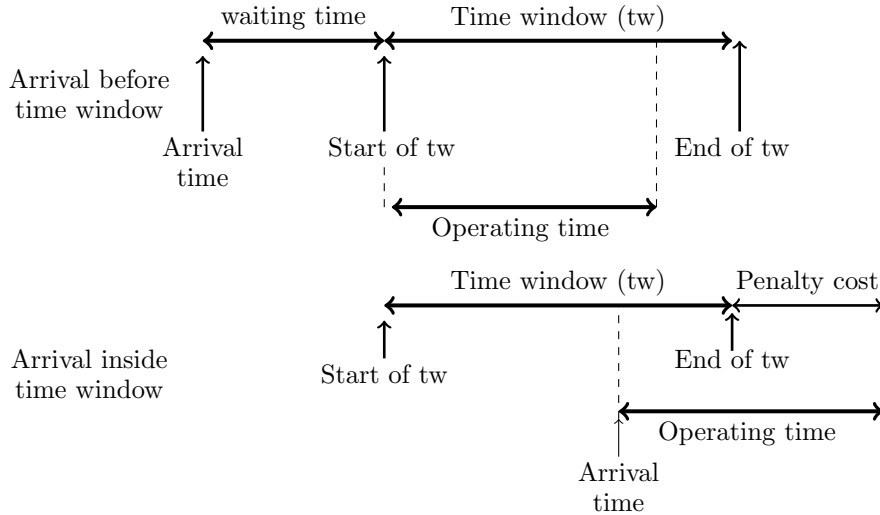 waiting time
Time window (tw)
Arrival before
time window
Arrival
time
Start of tw
End of tw
Operating time
Time window (tw)
Penalty cost
Arrival inside
time window
Start of tw
End of tw
Operating time
Arrival
time